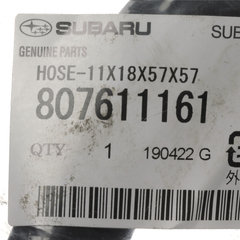 SUBARU
SUB
GENUINE PARTS
HOSE-11X18X57X57
807611161
QTY 1 190422 G
外